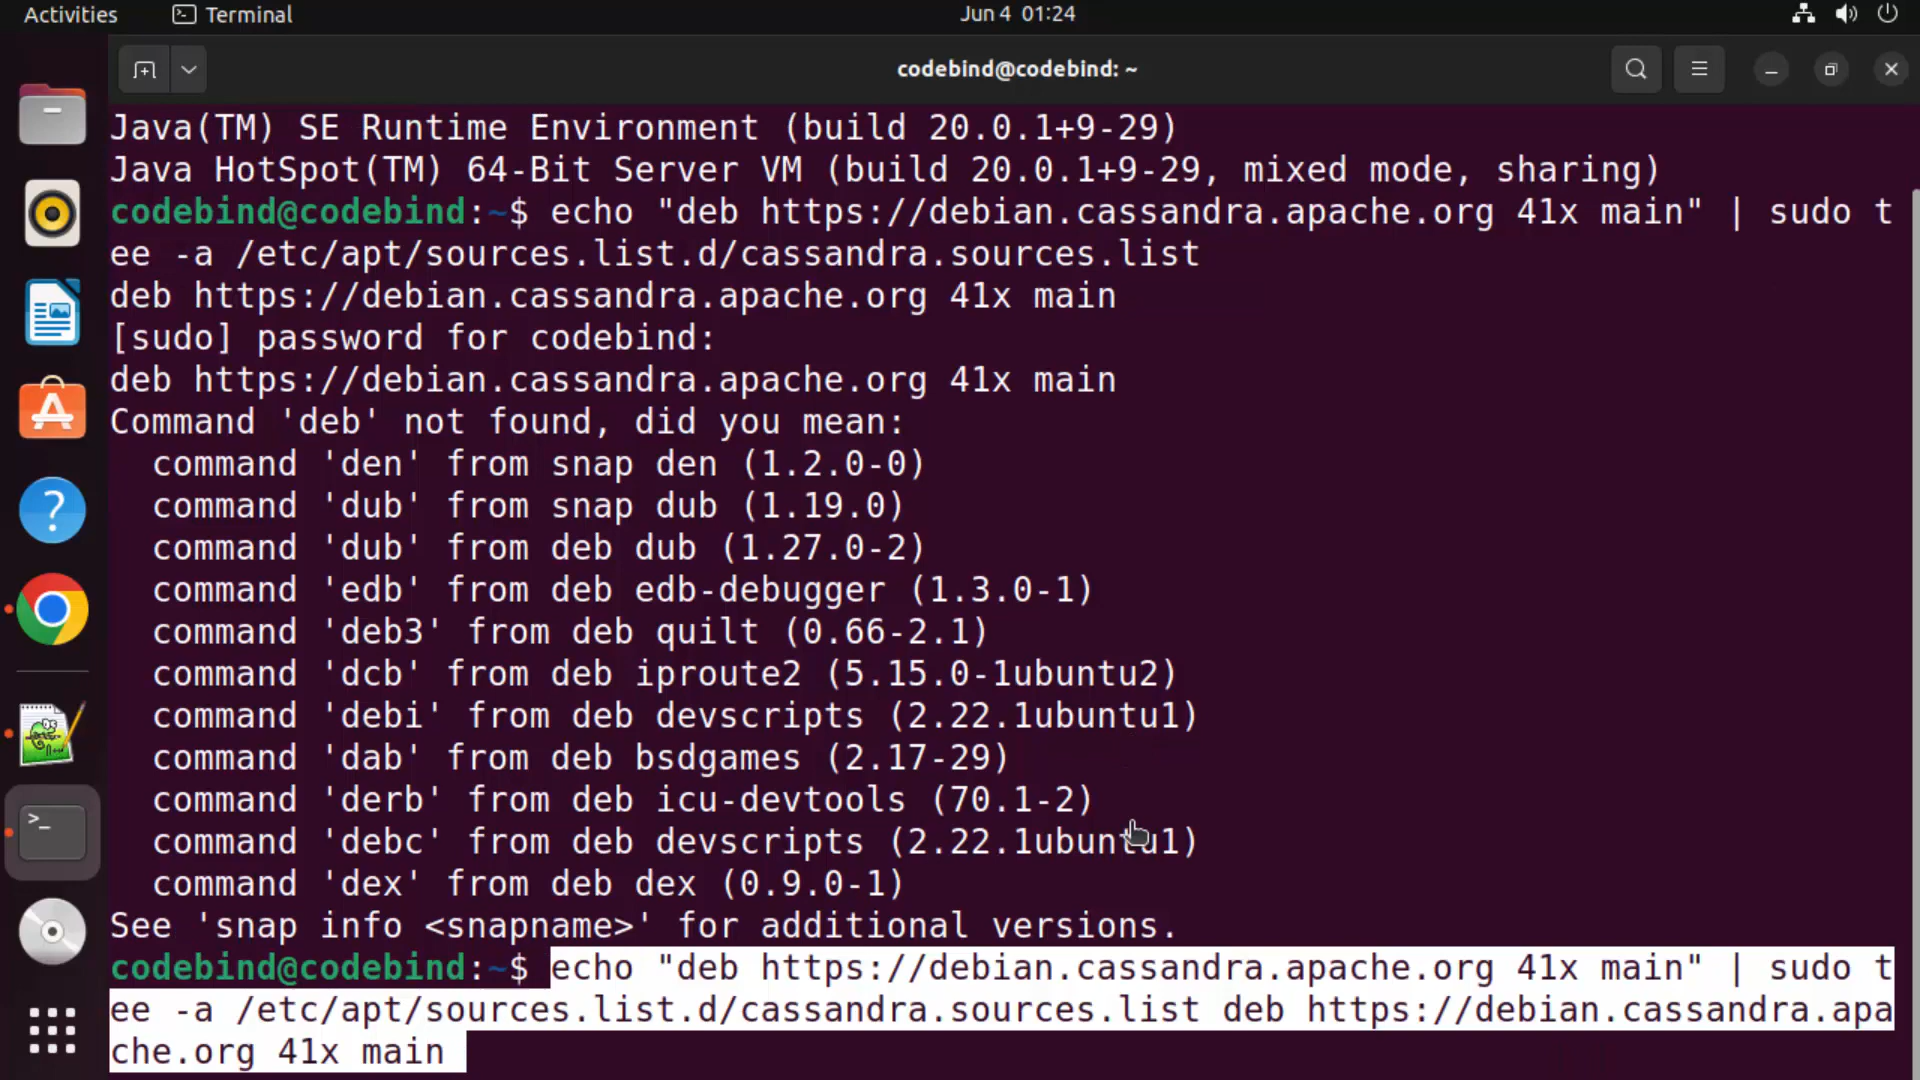 Activities Terminal Jun 4 01:24
codebind@codebind: ~
Java(TM) SE Runtime Environment (build 20.0.1+9-29)
Java HotSpot(TM) 64-Bit Server VM (build 20.0.1+9-29, mixed mode, sharing)
codebind@codebind:~$ echo "deb https://debian.cassandra.apache.org 41x main" | sudo t
ee -a /etc/apt/sources.list.d/cassandra.sources.list
deb https://debian.cassandra.apache.org 41x main
[sudo] password for codebind:
deb https://debian.cassandra.apache.org 41x main
Command 'deb' not found, did you mean:
  command 'den' from snap den (1.2.0-0)
  command 'dub' from snap dub (1.19.0)
  command 'dub' from deb dub (1.27.0-2)
  command 'edb' from deb edb-debugger (1.3.0-1)
  command 'deb3' from deb quilt (0.66-2.1)
  command 'dcb' from deb iproute2 (5.15.0-1ubuntu2)
  command 'debi' from deb devscripts (2.22.1ubuntu1)
  command 'dab' from deb bsdgames (2.17-29)
  command 'derb' from deb icu-devtools (70.1-2)
  command 'debc' from deb devscripts (2.22.1ubuntu1)
  command 'dex' from deb dex (0.9.0-1)
See 'snap info <snapname>' for additional versions.
codebind@codebind:~$ echo "deb https://debian.cassandra.apache.org 41x main" | sudo t
ee -a /etc/apt/sources.list.d/cassandra.sources.list deb https://debian.cassandra.apa
che.org 41x main